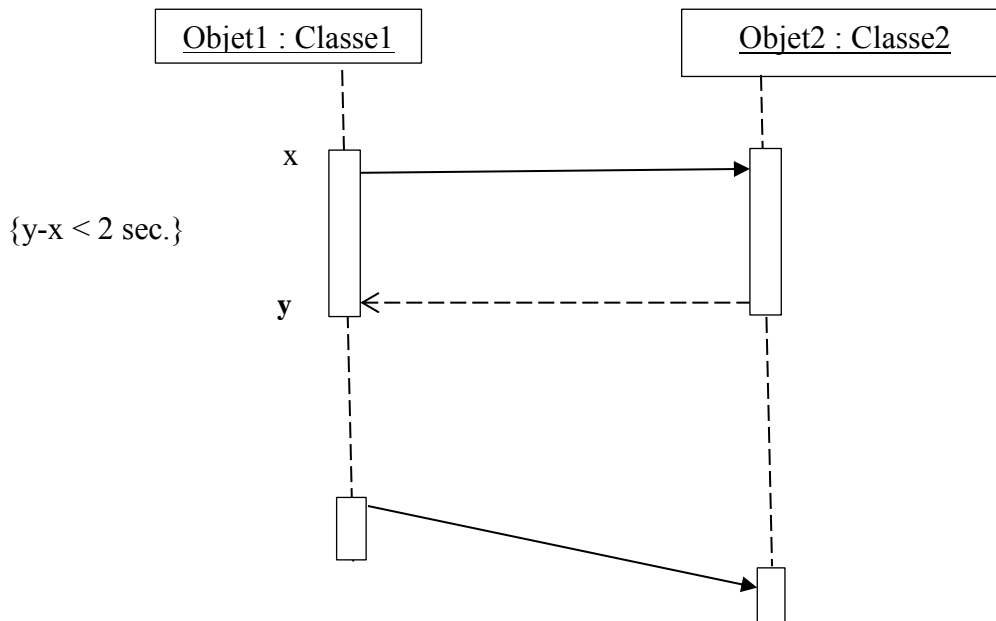 Objet1 : Classe1
Objet2 : Classe2
x
{y-x < 2 sec.}
y